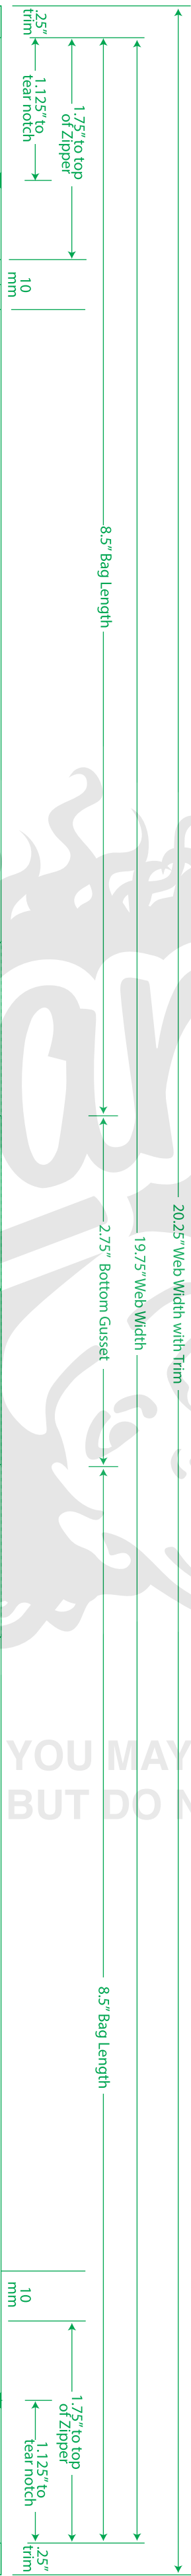 .25"
trim
1.125" to
tear notch
1.75" to top
of Zipper
10
mm
8.5" Bag Length
20.25" Web Width with Trim
19.75" Web Width
2.75" Bottom Gusset
YOU MAY
BUT DO
8.5" Bag Length
10
mm
1.75" to top
of Zipper
1.125" to
tear notch
.25"
trim